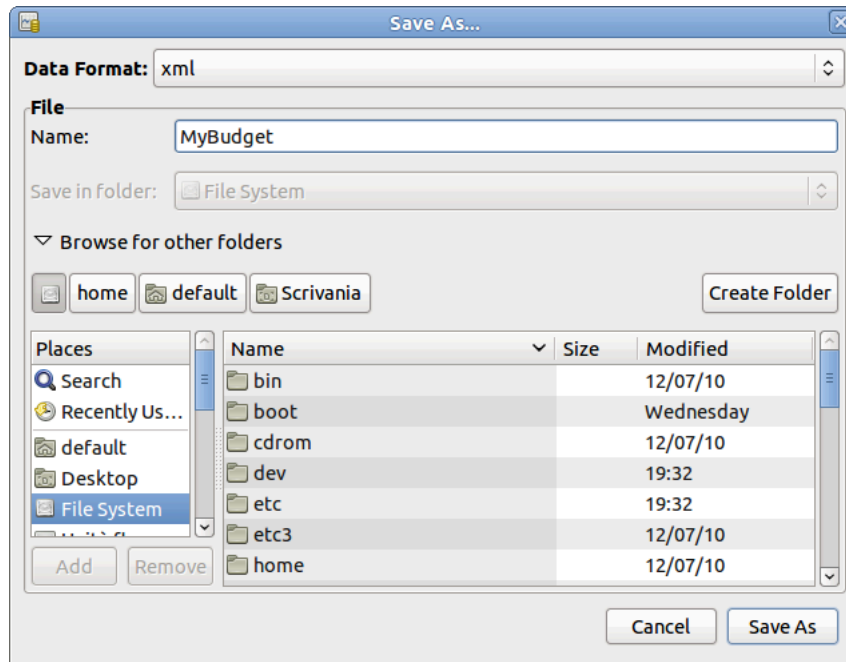 Save As...
Data Format: xml
File
Name: MyBudget
Save in folder: File System
Browse for other folders
home default Scrivania Create Folder
Places Name Size Modified
Search bin 12/07/10
Recently Us... boot Wednesday
default cdrom 12/07/10
Desktop dev 19:32
File System etc 19:32
etc3 12/07/10
Add Remove home 12/07/10
Cancel Save As